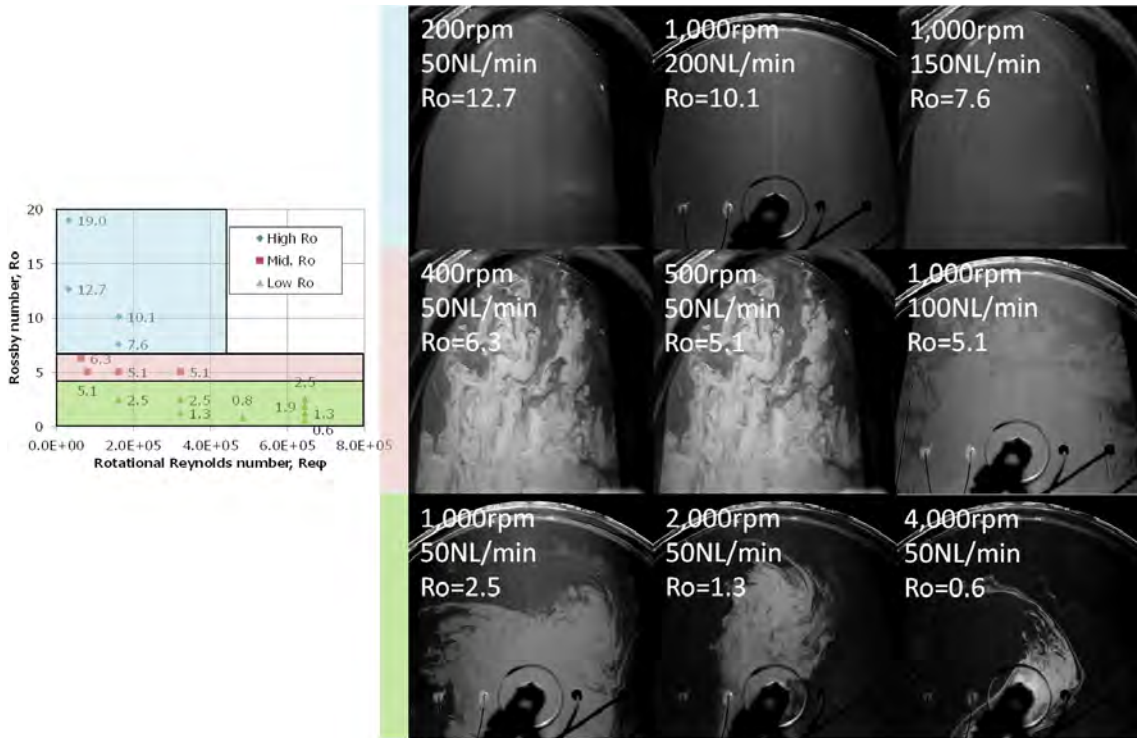 20
15
10
5
0
0.0E+00
2.0E+05
4.0E+05
6.0E+05
8.0E+05
Rossby number, Ro
Rotational Reynolds number, Reφ
High Ro
Mid. Ro
Low Ro
19.0
12.7
10.1
7.6
6.3
5.1
5.1
5.1
2.5
2.5
1.3
0.8
2.5
1.9
1.3
0.6
200rpm
50NL/min
Ro=12.7
1,000rpm
200NL/min
Ro=10.1
1,000rpm
150NL/min
Ro=7.6
400rpm
50NL/min
Ro=6.3
500rpm
50NL/min
Ro=5.1
1,000rpm
100NL/min
Ro=5.1
1,000rpm
50NL/min
Ro=2.5
2,000rpm
50NL/min
Ro=1.3
4,000rpm
50NL/min
Ro=0.6